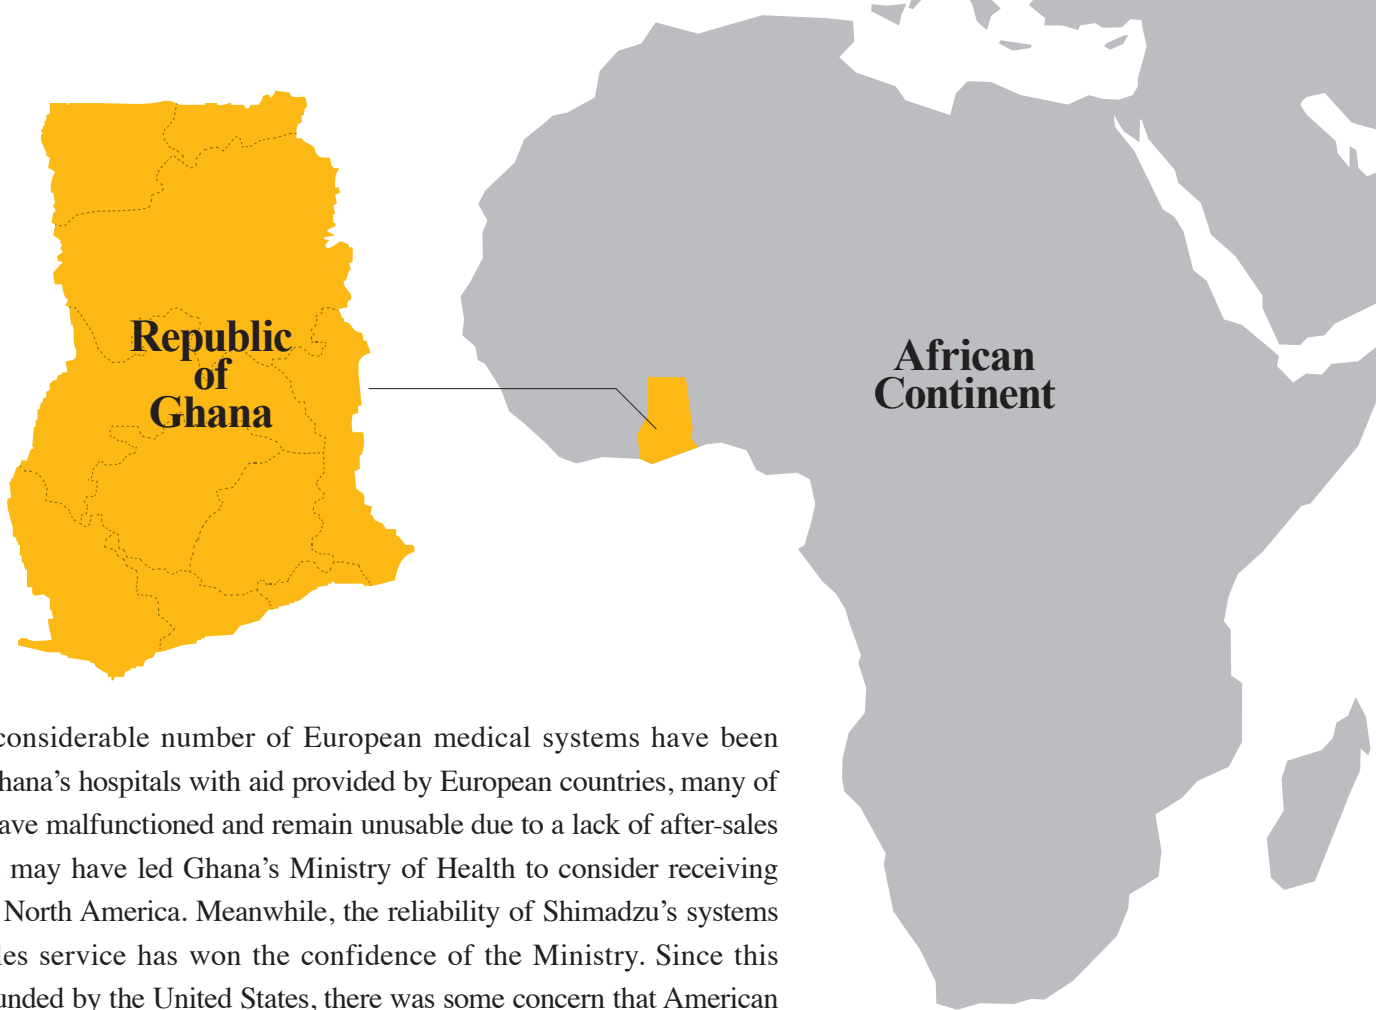 Republic
of
Ghana
African
Continent
considerable number of European medical systems have been
hana’s hospitals with aid provided by European countries, many of
ave malfunctioned and remain unusable due to a lack of after-sales
may have led Ghana’s Ministry of Health to consider receiving
North America. Meanwhile, the reliability of Shimadzu’s systems
les service has won the confidence of the Ministry. Since this
unded by the United States, there was some concern that American